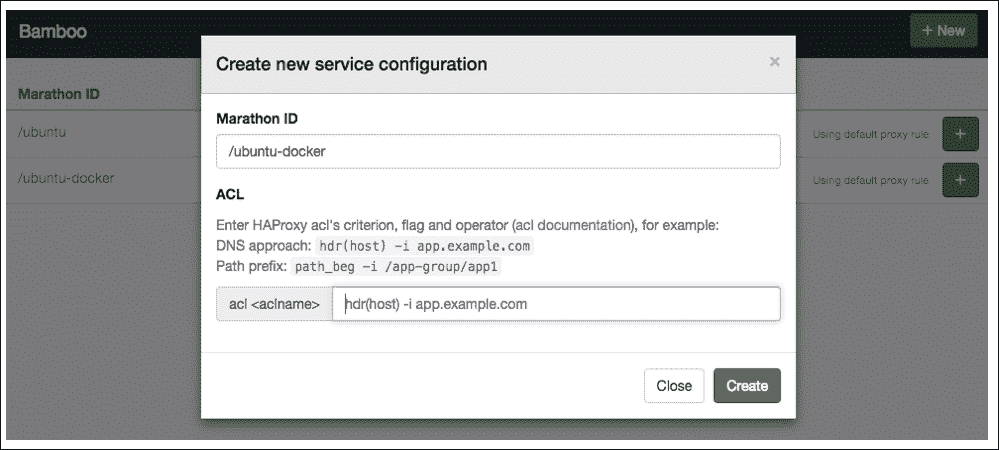 Bamboo
+ New
Create new service configuration
×
Marathon ID
Marathon ID
/ubuntu-docker
/ubuntu
Using default proxy rule
+
/ubuntu-docker
Using default proxy rule
+
ACL
Enter HAProxy acl's criterion, flag and operator (acl documentation), for example:
DNS approach: hdr(host) -i app.example.com
Path prefix: path_beg -i /app-group/app1
acl <aclname>
hdr(host) -i app.example.com
Close
Create